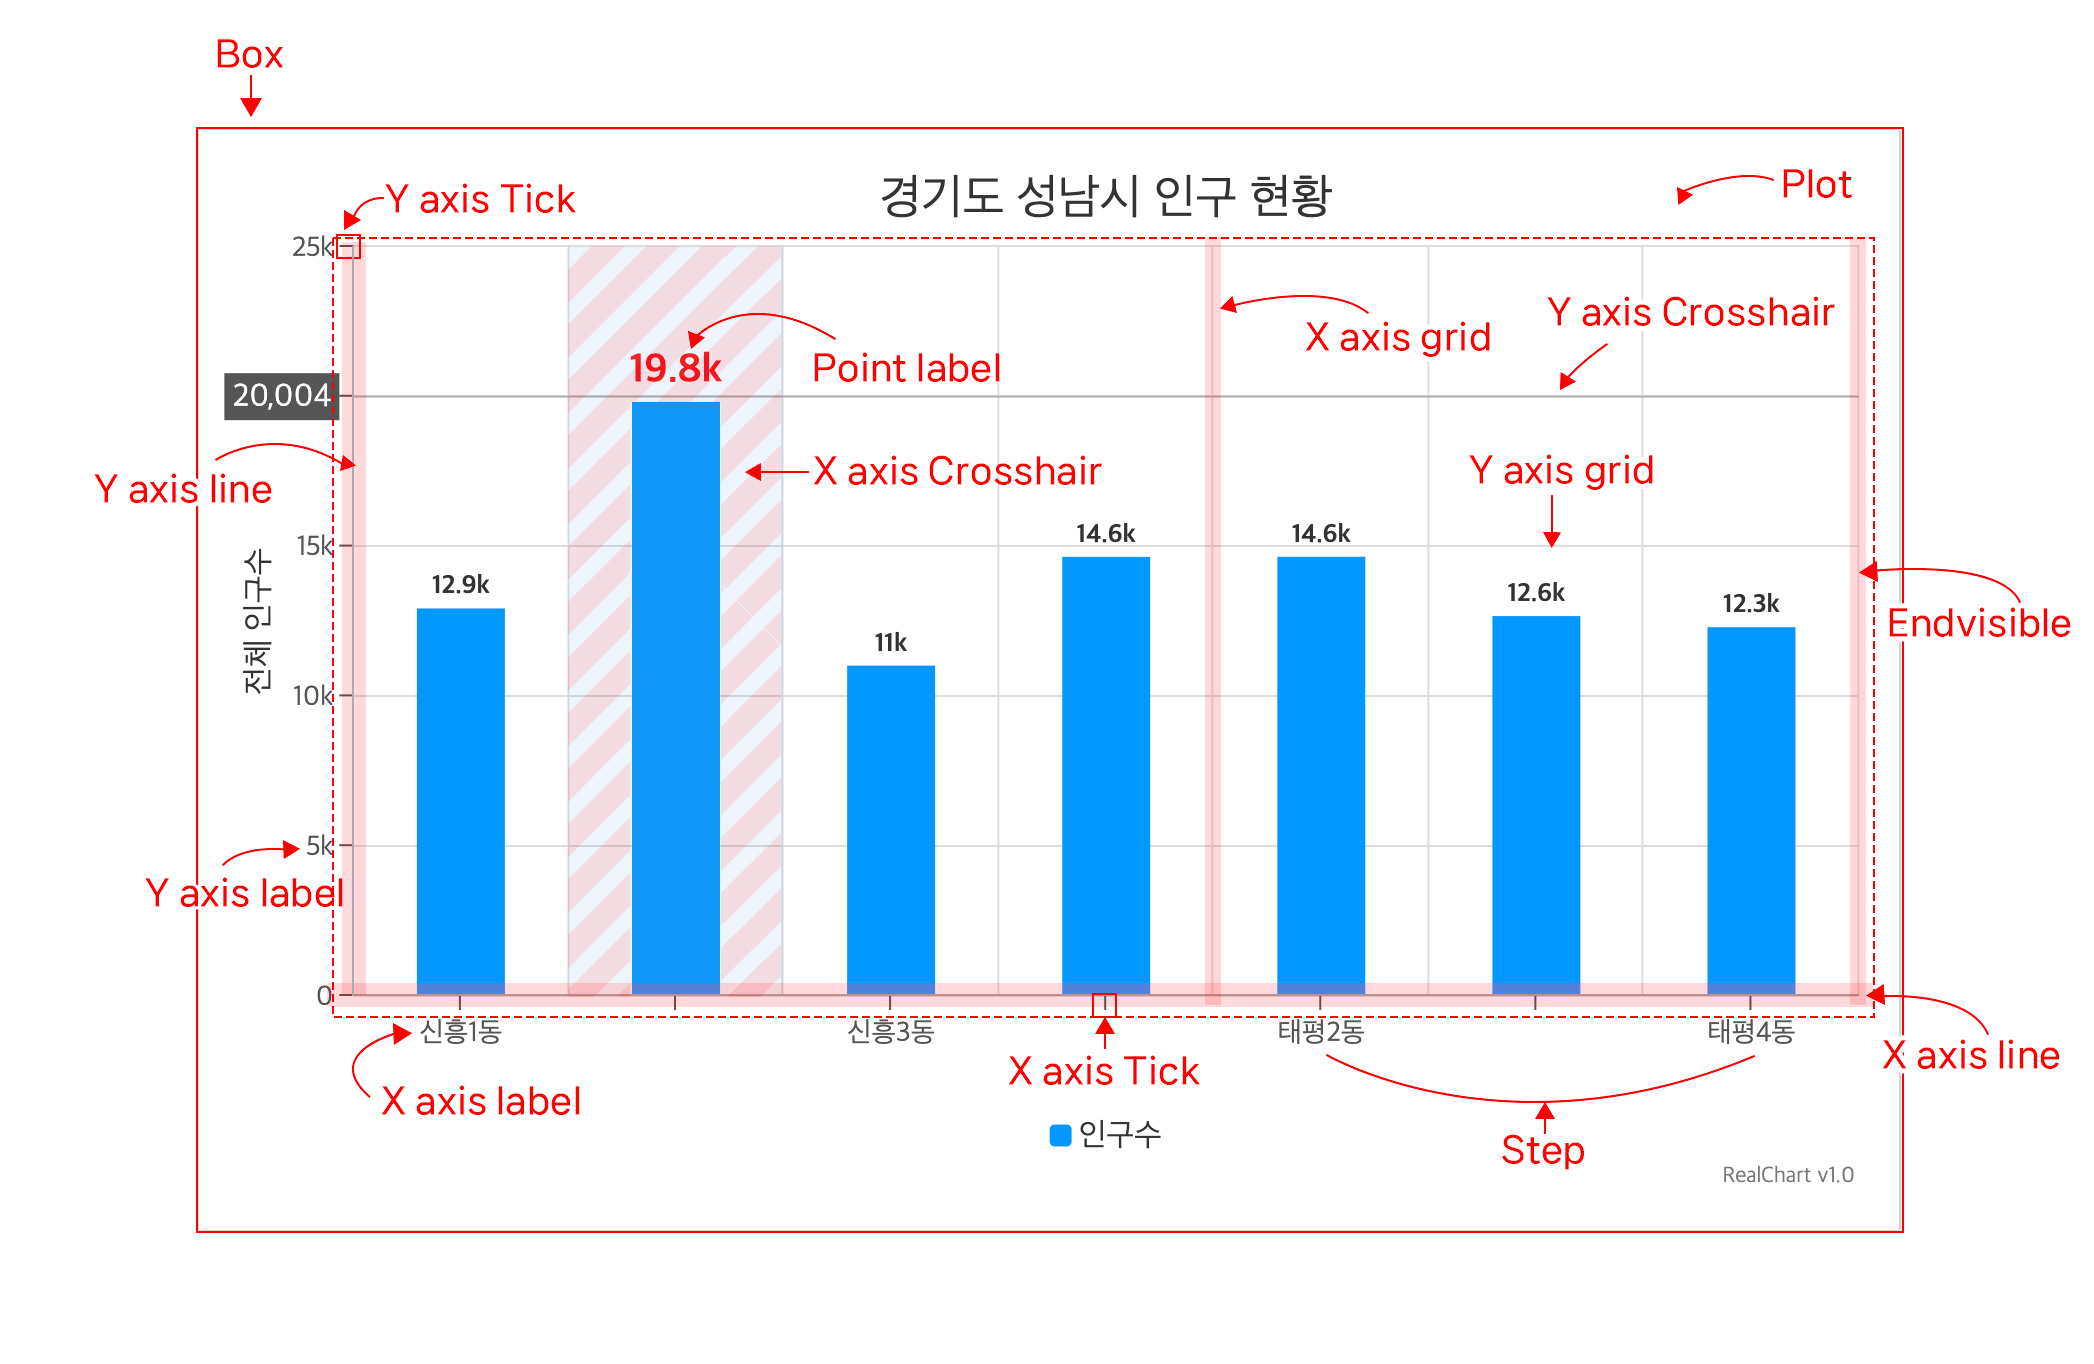 Box
경기도 성남시 인구 현황
Plot
Y axis Tick
25k
X axis grid
Y axis Crosshair
19.8k
Point label
20,004
Y axis line
X axis Crosshair
Y axis grid
15k
14.6k
14.6k
12.9k
12.6k
12.3k
11k
Endvisible
전체 인구수
10k
5k
Y axis label
0
신흥1동
신흥3동
태평2동
태평4동
X axis line
X axis Tick
X axis label
인구수
Step
RealChart v1.0